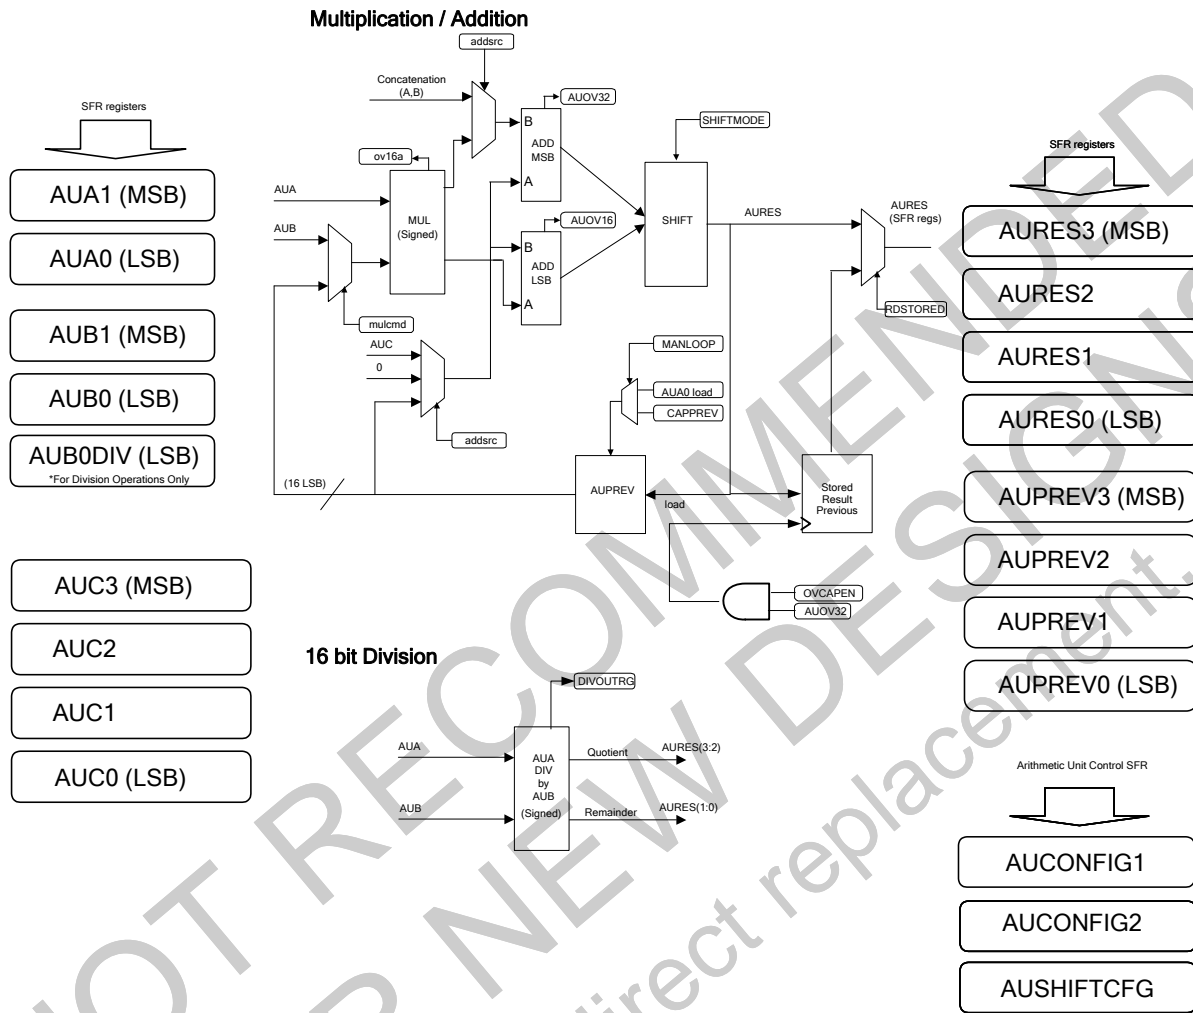 Multiplication / Addition
addsrc
Concatenation
(A,B)
AUOV32
SHIFTMODE
B
ADD
MSB
A
ov16a
AUA
MUL
(Signed)
AUB
AUOV16
B
ADD
LSB
A
SHIFT
AURES
AURES
(SFR regs)
RDSTORED
mulcmd
AUC
0
addsrc
MANLOOP
AUA0 load
CAPPREV
(16 LSB)
AUPREV
load
Stored
Result
Previous
OVCAPEN
AUOV32
SFR registers
AUA1 (MSB)
AUA0 (LSB)
AUB1 (MSB)
AUB0 (LSB)
AUB0DIV (LSB)
*For Division Operations Only
AUC3 (MSB)
AUC2
AUC1
AUC0 (LSB)
16 bit Division
DIVOUTRG
AUA
AUB
AUA
DIV
by
AUB
(Signed)
Quotient
AURES(3:2)
Remainder
AURES(1:0)
SFR registers
AURES3 (MSB)
AURES2
AURES1
AURES0 (LSB)
AUPREV3 (MSB)
AUPREV2
AUPREV1
AUPREV0 (LSB)
Arithmetic Unit Control SFR
AUCONFIG1
AUCONFIG2
AUSHIFTCFG
NOT RECOMMENDED
NEW DESIGN
direct replacement.